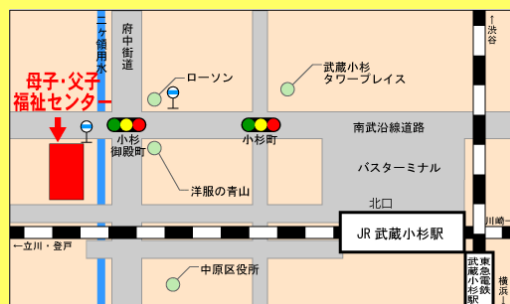 二ヶ領用水
府中街道
←渋谷
ローソン
武蔵小杉
タワープレイス
母子・父子
福祉センター
小杉
御殿町
小杉町
南武沿線道路
バスターミナル
洋服の青山
北口
JR 武蔵小杉駅
川崎→
←立川・登戸
中原区役所
東急電鉄
武蔵小杉駅
横浜→